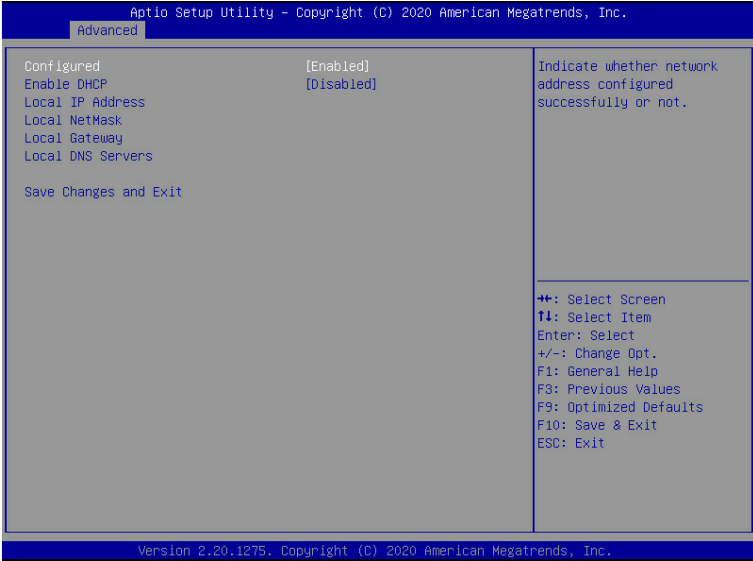 Aptio Setup Utility – Copyright (C) 2020 American Megatrends, Inc.
Advanced
Configured [Enabled]
Enable DHCP [Disabled]
Local IP Address
Local NetMask
Local Gateway
Local DNS Servers
Save Changes and Exit
Indicate whether network
address configured
successfully or not.
→←: Select Screen
↑↓: Select Item
Enter: Select
+/-: Change Opt.
F1: General Help
F3: Previous Values
F9: Optimized Defaults
F10: Save & Exit
ESC: Exit
Version 2.20.1275. Copyright (C) 2020 American Megatrends, Inc.